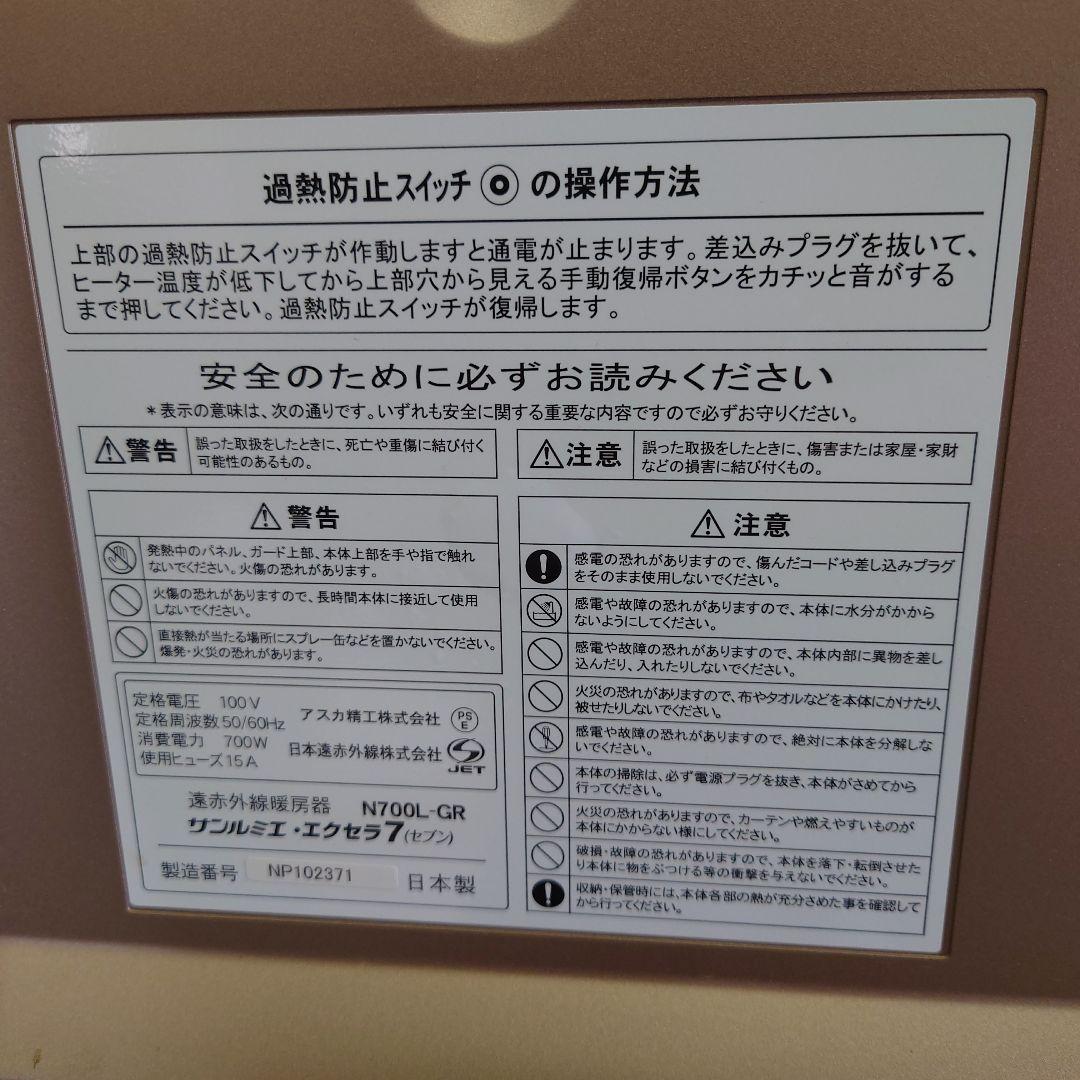 過熱防止スイッチ◎の操作方法
上部の過熱防止スイッチが作動しますと通電が止まります。差込みプラグを抜いて、
ヒーター温度が低下してから上部穴から見える手動復帰ボタンをカチッと音がする
まで押してください。過熱防止スイッチが復帰します。
安全のために必ずお読みください
*表示の意味は、次の通りです。いずれも安全に関する重要な内容ですので必ずお守りください。
⚠警告
誤った取扱をしたときに、死亡や重傷に結び付く
可能性のあるもの。
⚠注意
誤った取扱をしたときに、傷害または家屋・家財
などの損害に結び付くもの。
⚠警告
発熱中のパネル、ガード上部、本体上部を手や指で触れ
ないでください。火傷の恐れがあります。
火傷の恐れがありますので、長時間本体に接近して使用
しないでください。
直接熱が当たる場所にスプレー缶などを置かないでください。
爆発・火災の恐れがあります。
定格電圧 100V
定格周波数 50/60Hz
消費電力 700W
使用ヒューズ 15A
アスカ精工株式会社 PSE
日本遠赤外線株式会社 JET
遠赤外線暖房器 N700L-GR
サンルミエ・エクセラ7(セブン)
製造番号 NP102371 日本製
⚠注意
感電の恐れがありますので、傷んだコードや差し込みプラグ
をそのまま使用しないでください。
感電や故障の恐れがありますので、本体に水分がかから
ないようにしてください。
感電や故障の恐れがありますので、本体内部に異物を差し
込んだり、入れたりしないでください。
火災の恐れがありますので、布やタオルなどを本体にかけたり、
被せたりしないでください。
感電や故障の恐れがありますので、絶対に本体を分解しな
いでください。
本体の掃除は、必ず電源プラグを抜き、本体がさめてから
行ってください。
火災の恐れがありますので、カーテンや燃えやすいものが
本体にかからない様にしてください。
破損・故障の恐れがありますので、本体を落下・転倒させた
り本体に物をぶつける等の衝撃を与えないでください。
収納・保管時には、本体各部の熱が充分さめた事を確認して
から行ってください。